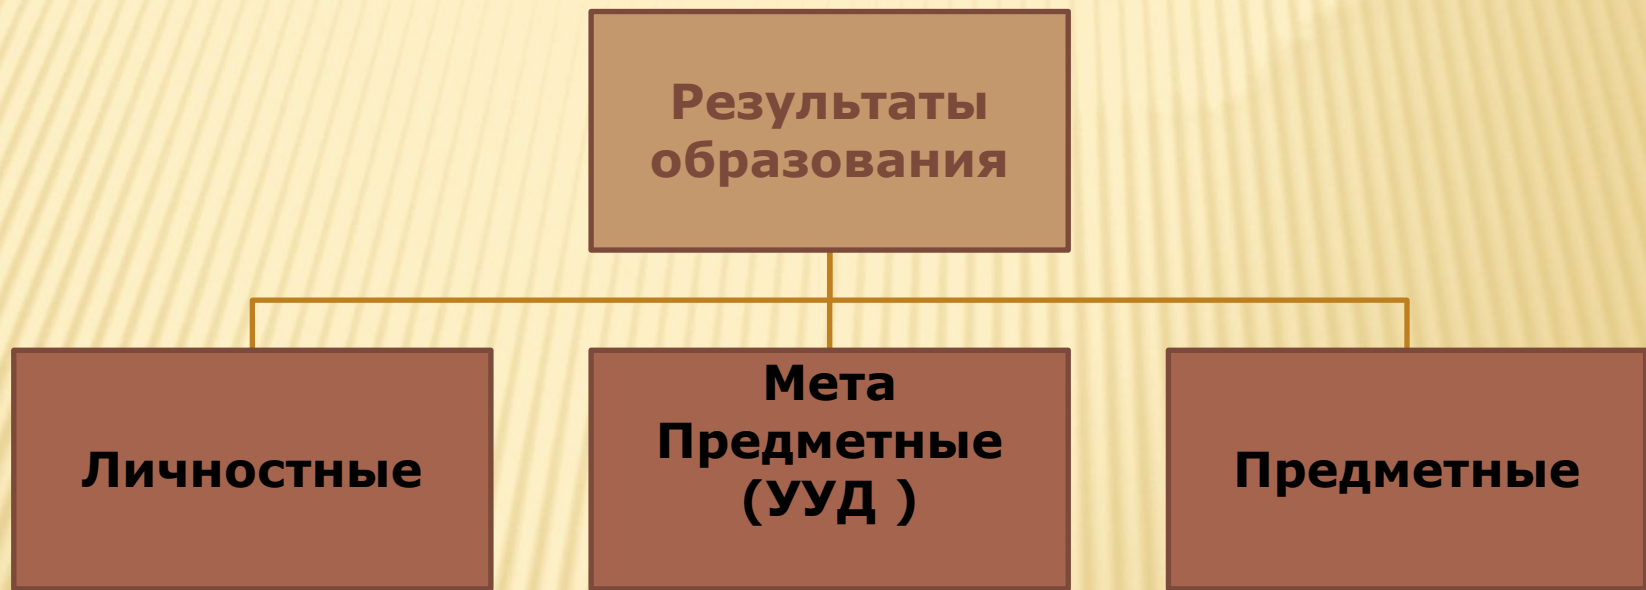 Результаты
образования
Личностные
Мета
Предметные
(УУД )
Предметные